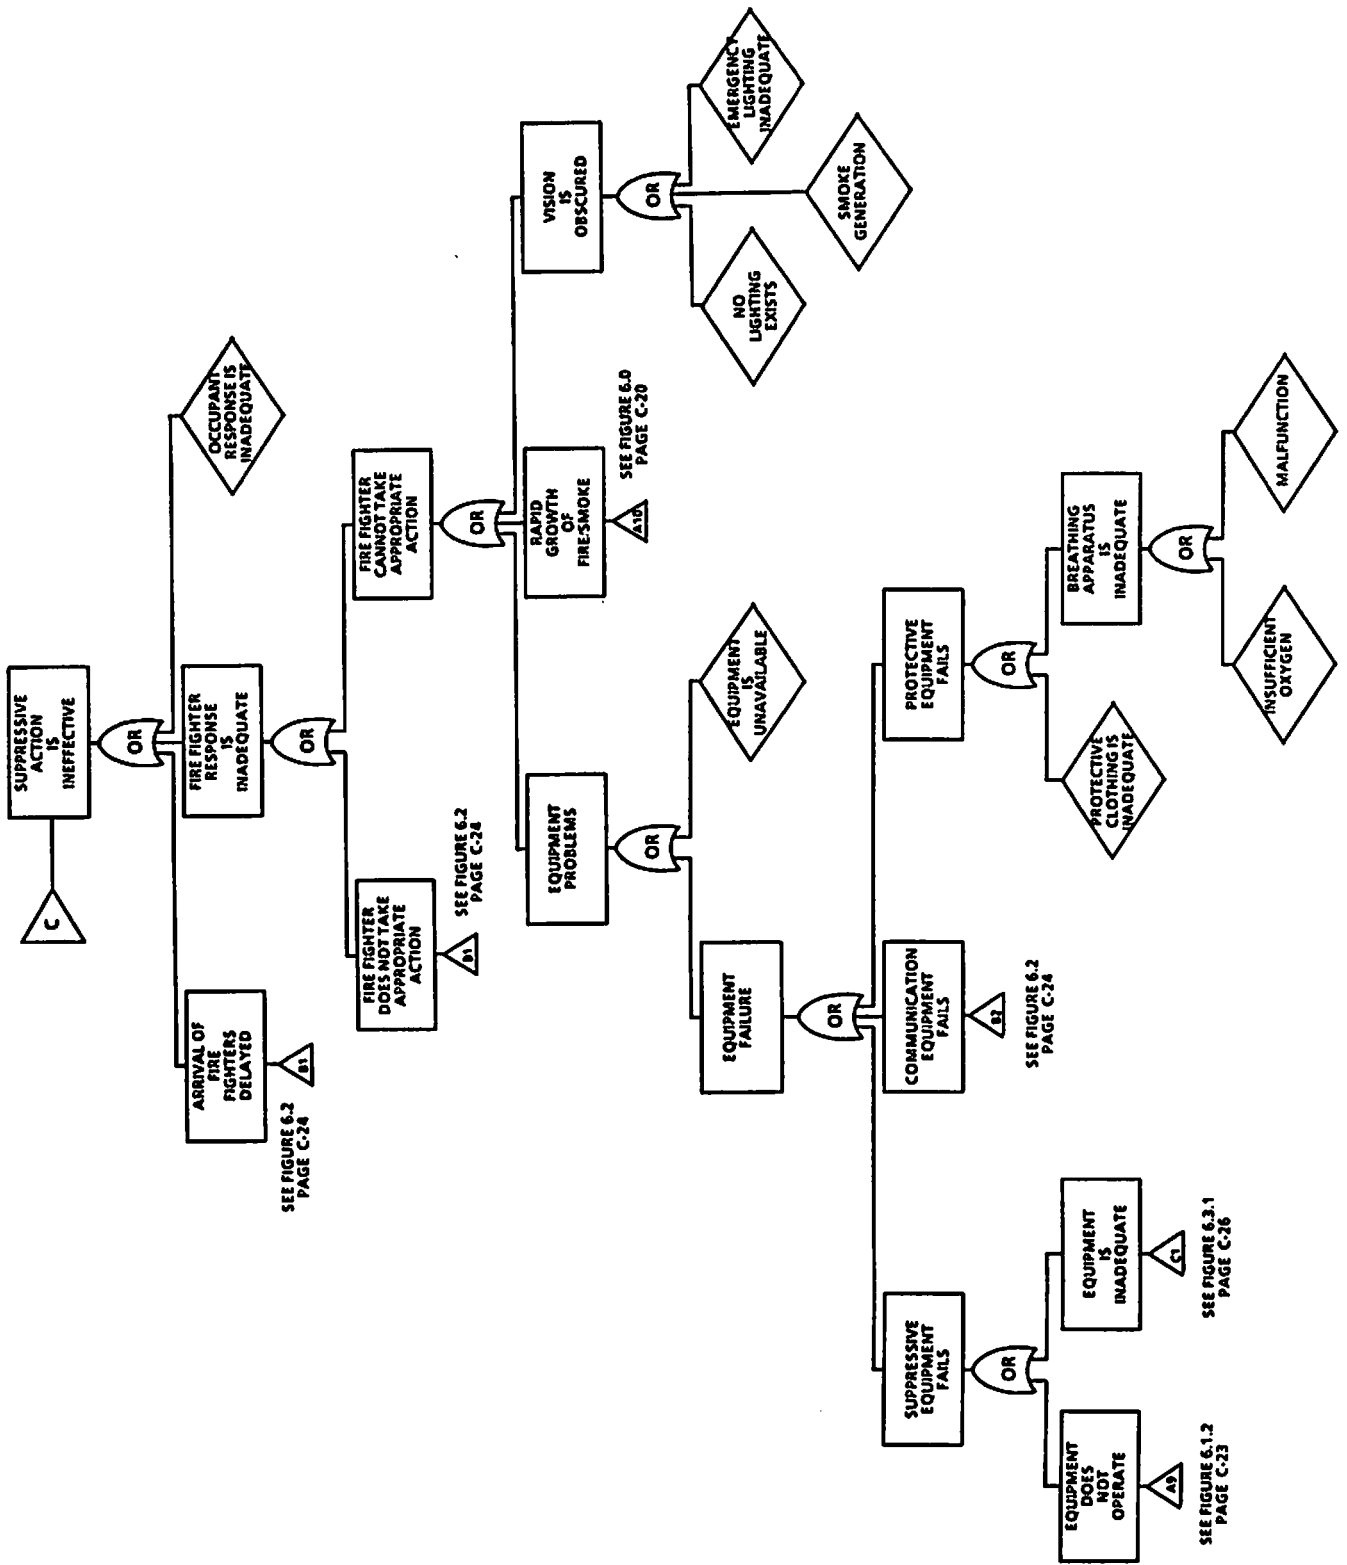 C
SUPPRESSIVE
ACTION
IS
INEFFECTIVE
OR
ARRIVAL OF
FIRE
FIGHTERS
DELAYED
B1
SEE FIGURE 6.2
PAGE C-24
FIRE FIGHTER
RESPONSE
IS
INADEQUATE
OCCUPANT
RESPONSE IS
INADEQUATE
OR
FIRE FIGHTER
DOES NOT TAKE
APPROPRIATE
ACTION
B1
SEE FIGURE 6.2
PAGE C-24
FIRE FIGHTER
CANNOT TAKE
APPROPRIATE
ACTION
OR
EQUIPMENT
PROBLEMS
RAPID
GROWTH
OF
FIRE/SMOKE
A10
SEE FIGURE 6.0
PAGE C-20
VISION
IS
OBSCURED
OR
NO
LIGHTING
EXISTS
SMOKE
GENERATION
EMERGENCY
LIGHTING
INADEQUATE
OR
EQUIPMENT
FAILURE
EQUIPMENT
IS
UNAVAILABLE
OR
SUPPRESSIVE
EQUIPMENT
FAILS
COMMUNICATION
EQUIPMENT
FAILS
B2
SEE FIGURE 6.2
PAGE C-24
PROTECTIVE
EQUIPMENT
FAILS
OR
EQUIPMENT
DOES
NOT
OPERATE
A9
SEE FIGURE 6.1.2
PAGE C-23
EQUIPMENT
IS
INADEQUATE
C1
SEE FIGURE 6.3.1
PAGE C-26
OR
PROTECTIVE
CLOTHING IS
INADEQUATE
BREATHING
APPARATUS
IS
INADEQUATE
OR
INSUFFICIENT
OXYGEN
MALFUNCTION